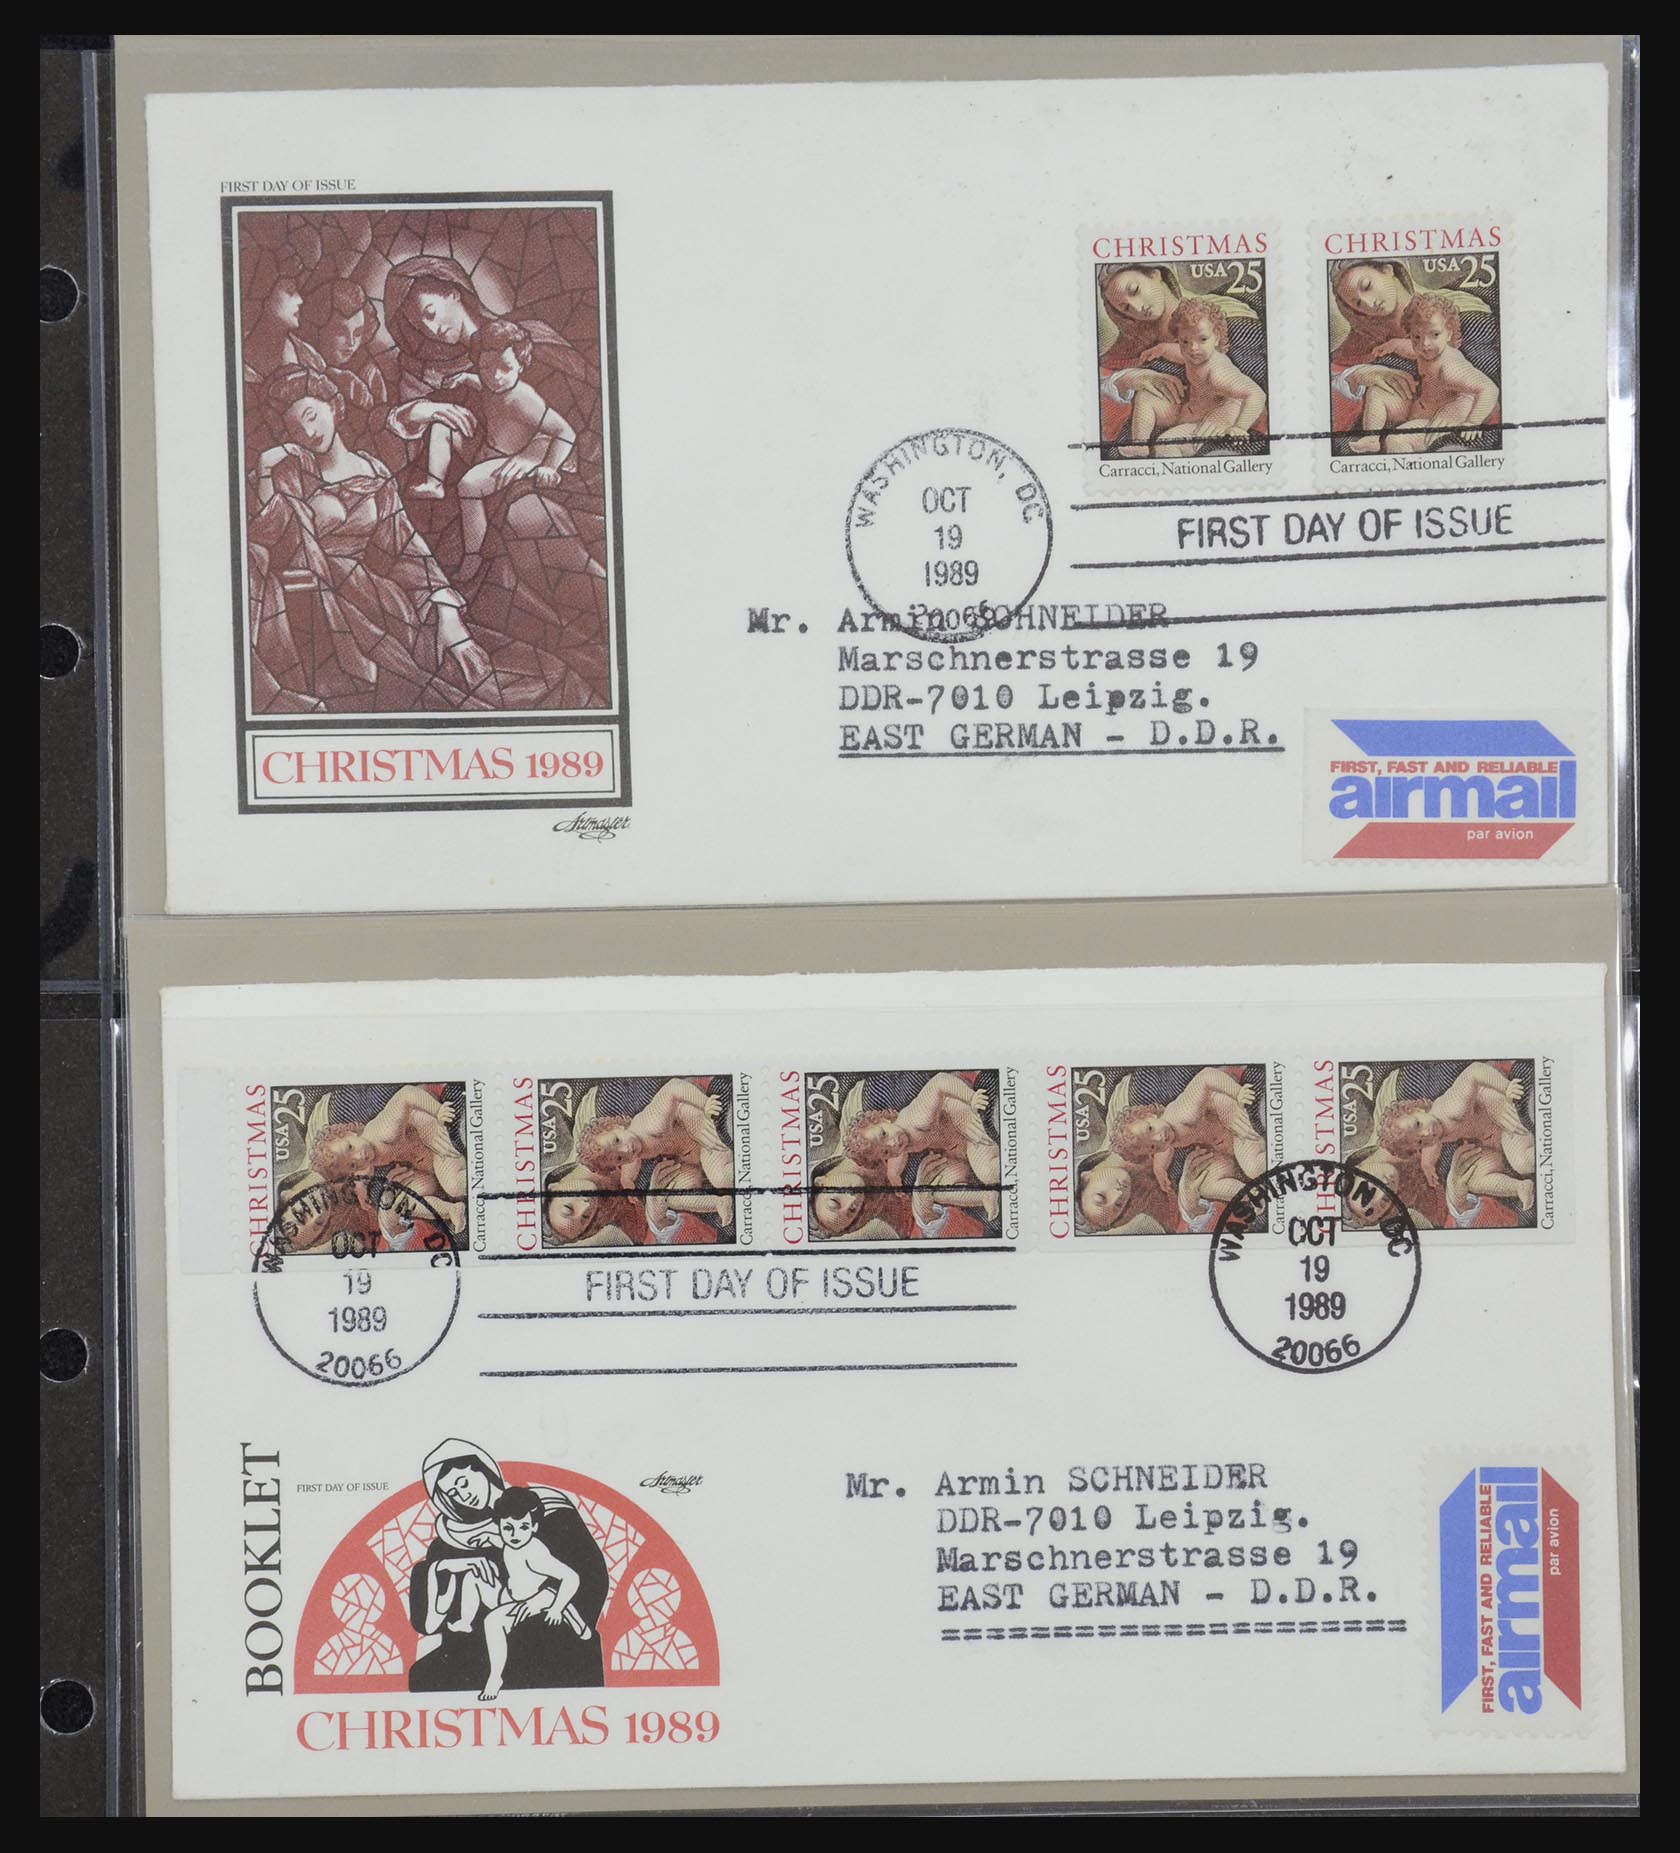 FIRST DAY OF ISSUE
CHRISTMAS 1989
Artmaster
CHRISTMAS
USA 25
Carracci, National Gallery
CHRISTMAS
USA 25
Carracci, National Gallery
WASHINGTON, DC
OCT
19
1989
20066
FIRST DAY OF ISSUE
Mr. Armin SCHNEIDER
Marschnerstrasse 19
DDR-7010 Leipzig.
EAST GERMAN - D.D.R.
FIRST, FAST AND RELIABLE
airmail
par avion
CHRISTMAS
USA 25
Carracci, National Gallery
CHRISTMAS
USA 25
Carracci, National Gallery
CHRISTMAS
USA 25
Carracci, National Gallery
CHRISTMAS
USA 25
Carracci, National Gallery
CHRISTMAS
USA 25
Carracci, National Gallery
WASHINGTON, DC
OCT
19
1989
20066
FIRST DAY OF ISSUE
WASHINGTON, DC
OCT
19
1989
20066
BOOKLET
FIRST DAY OF ISSUE
Artmaster
CHRISTMAS 1989
Mr. Armin SCHNEIDER
DDR-7010 Leipzig.
Marschnerstrasse 19
EAST GERMAN - D.D.R.
=====================
FIRST, FAST AND RELIABLE
airmail
par avion